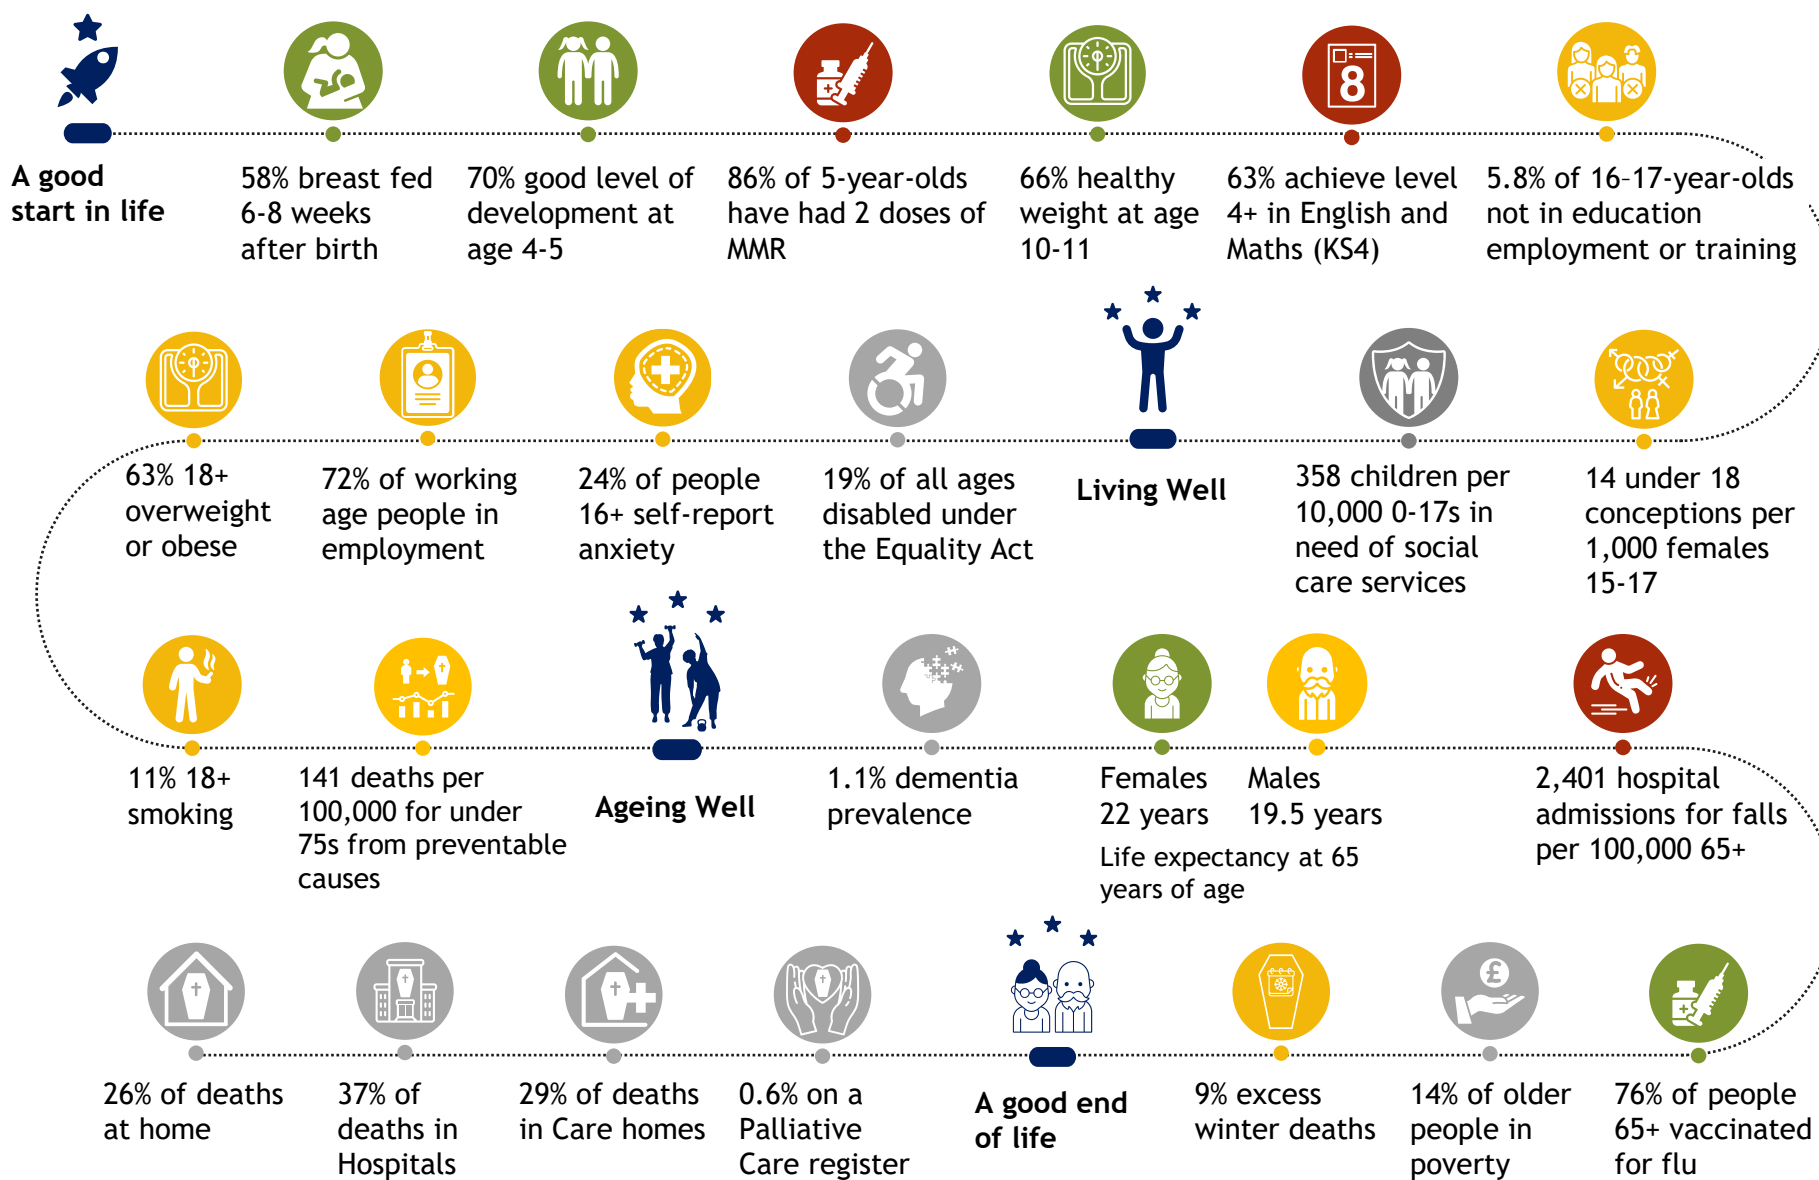 A good
start in life
58% breast fed
6-8 weeks
after birth
70% good level of
development at
age 4-5
86% of 5-year-olds
have had 2 doses of
MMR
66% healthy
weight at age
10-11
8
63% achieve level
4+ in English and
Maths (KS4)
5.8% of 16–17-year-olds
not in education
employment or training
63% 18+
overweight
or obese
72% of working
age people in
employment
24% of people
16+ self-report
anxiety
19% of all ages
disabled under
the Equality Act
Living Well
358 children per
10,000 0-17s in
need of social
care services
14 under 18
conceptions per
1,000 females
15-17
11% 18+
smoking
141 deaths per
100,000 for under
75s from preventable
causes
Ageing Well
1.1% dementia
prevalence
Females
22 years
Males
19.5 years
Life expectancy at 65
years of age
2,401 hospital
admissions for falls
per 100,000 65+
26% of deaths
at home
37% of
deaths in
Hospitals
29% of deaths
in Care homes
0.6% on a
Palliative
Care register
A good end
of life
9% excess
winter deaths
£
14% of older
people in
poverty
76% of people
65+ vaccinated
for flu